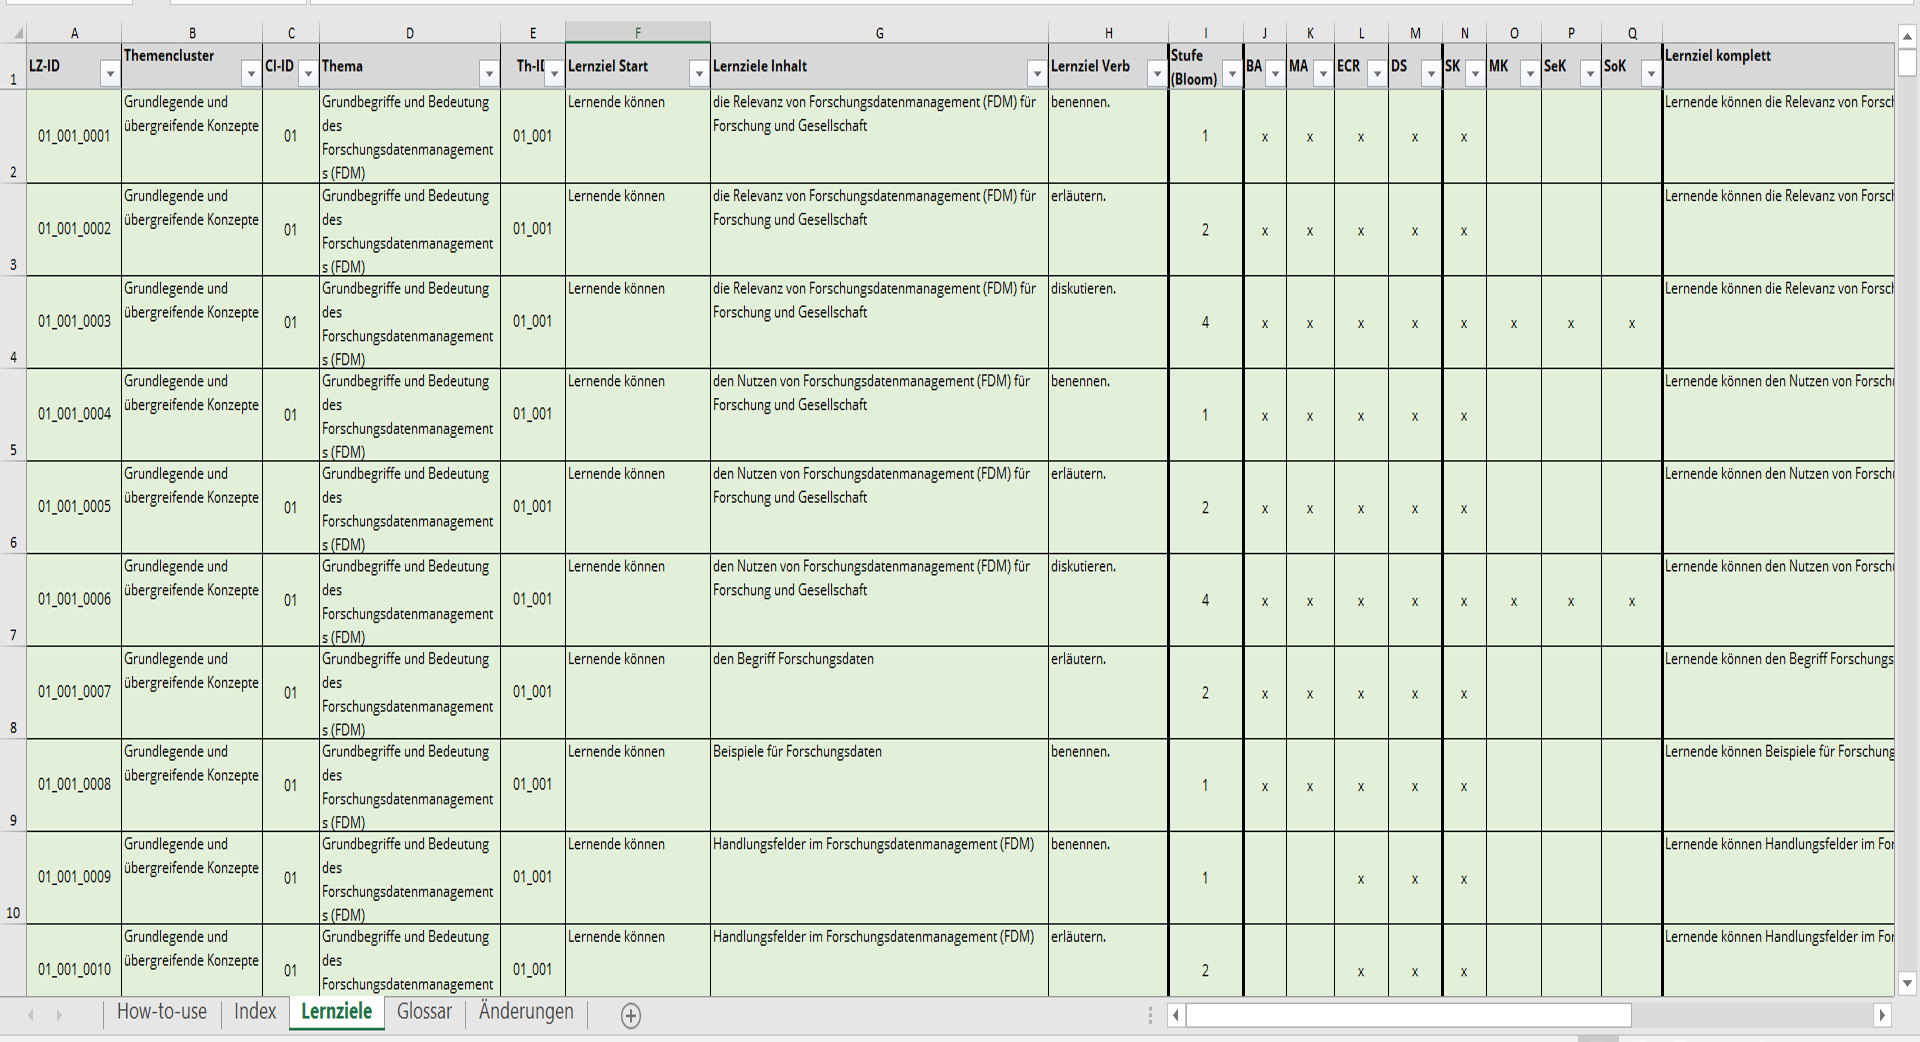 A B C D E F G H I J K L M N O P Q
1 LZ-ID Themencluster Cl-ID Thema Lernziel Start Lernziele Inhalt Lernziel Verb Stufe (Bloom) BA MA ECR DS SK MK SeK SoK Lernziel komplett
2 01_001_0001 Grundlegende und übergreifende Konzepte 01 Grundbegriffe und Bedeutung des Forschungsdatenmanagements (FDM) 01_001 Lernende können die Relevanz von Forschungsdatenmanagement (FDM) für Forschung und Gesellschaft benennen. 1 x x x x x Lernende können die Relevanz von
3 01_001_0002 Grundlegende und übergreifende Konzepte 01 Grundbegriffe und Bedeutung des Forschungsdatenmanagements (FDM) 01_001 Lernende können die Relevanz von Forschungsdatenmanagement (FDM) für Forschung und Gesellschaft erläutern. 2 x x x x x Lernende können die Relevanz von
4 01_001_0003 Grundlegende und übergreifende Konzepte 01 Grundbegriffe und Bedeutung des Forschungsdatenmanagements (FDM) 01_001 Lernende können die Relevanz von Forschungsdatenmanagement (FDM) für Forschung und Gesellschaft diskutieren. 4 x x x x x x x x Lernende können die Relevanz von
5 01_001_0004 Grundlegende und übergreifende Konzepte 01 Grundbegriffe und Bedeutung des Forschungsdatenmanagements (FDM) 01_001 Lernende können den Nutzen von Forschungsdatenmanagement (FDM) für Forschung und Gesellschaft benennen. 1 x x x x x Lernende können den Nutzen von
6 01_001_0005 Grundlegende und übergreifende Konzepte 01 Grundbegriffe und Bedeutung des Forschungsdatenmanagements (FDM) 01_001 Lernende können den Nutzen von Forschungsdatenmanagement (FDM) für Forschung und Gesellschaft erläutern. 2 x x x x x Lernende können den Nutzen von
7 01_001_0006 Grundlegende und übergreifende Konzepte 01 Grundbegriffe und Bedeutung des Forschungsdatenmanagements (FDM) 01_001 Lernende können den Nutzen von Forschungsdatenmanagement (FDM) für Forschung und Gesellschaft diskutieren. 4 x x x x x x x x Lernende können den Nutzen von
8 01_001_0007 Grundlegende und übergreifende Konzepte 01 Grundbegriffe und Bedeutung des Forschungsdatenmanagements (FDM) 01_001 Lernende können den Begriff Forschungsdaten erläutern. 2 x x x x x Lernende können den Begriff
9 01_001_0008 Grundlegende und übergreifende Konzepte 01 Grundbegriffe und Bedeutung des Forschungsdatenmanagements (FDM) 01_001 Lernende können Beispiele für Forschungsdaten benennen. 1 x x x x x Lernende können Beispiele für
10 01_001_0009 Grundlegende und übergreifende Konzepte 01 Grundbegriffe und Bedeutung des Forschungsdatenmanagements (FDM) 01_001 Lernende können Handlungsfelder im Forschungsdatenmanagement (FDM) benennen. 1 x x x Lernende können Handlungsfelder im
01_001_0010 Grundlegende und übergreifende Konzepte 01 Grundbegriffe und Bedeutung des Forschungsdatenmanagement 01_001 Lernende können Handlungsfelder im Forschungsdatenmanagement (FDM) erläutern. 2 x x x Lernende können Handlungsfelder im
How-to-use Index Lernziele Glossar Änderungen